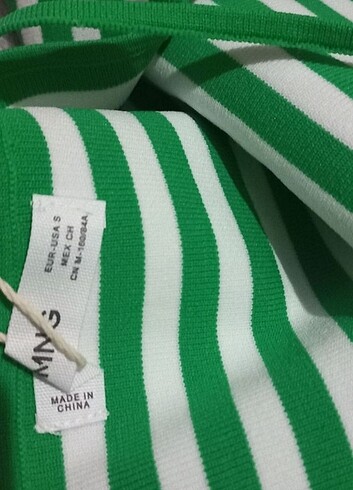 EUR-USA S
MEX CH
CN M-160/84A
MNG
MADE IN
CHINA